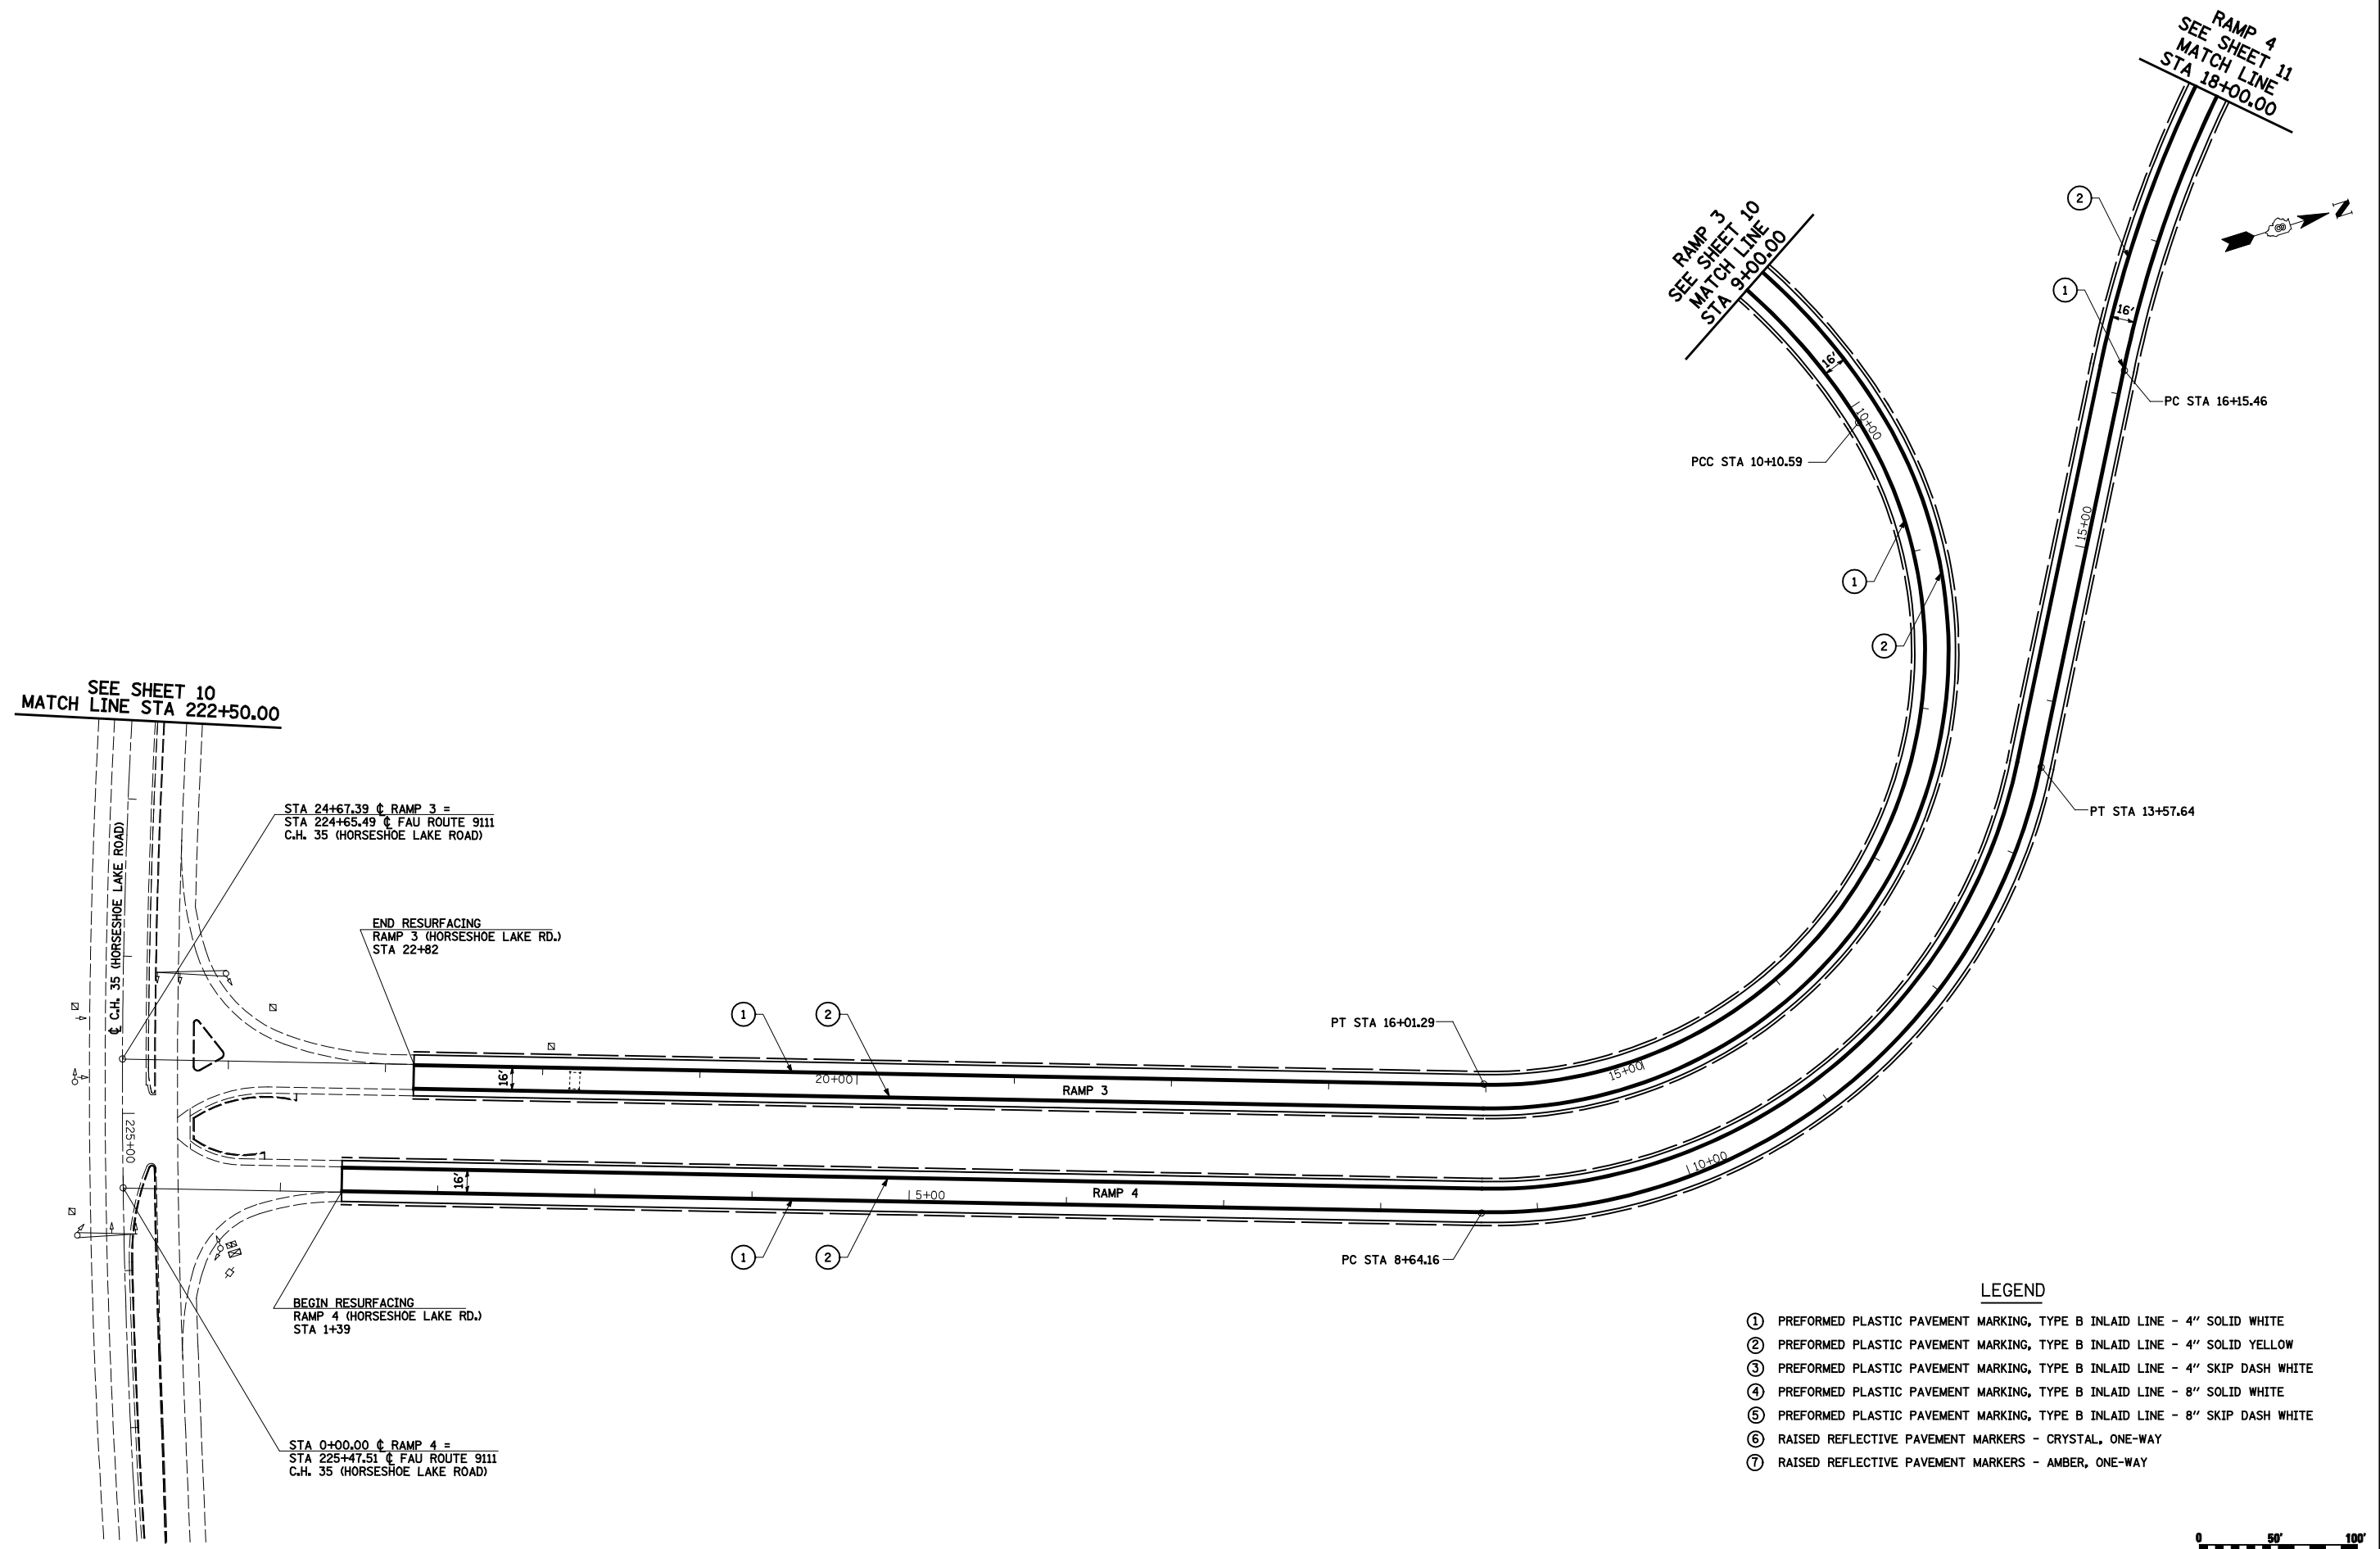 RAMP 4
SEE SHEET 11
MATCH LINE
STA 18+00.00
N
RAMP 3
SEE SHEET 10
MATCH LINE
STA 9+00.00
2
1
16'
PC STA 16+15.46
16'
10+00
PCC STA 10+10.59
15+00
1
2
SEE SHEET 10
MATCH LINE STA 222+50.00
STA 24+67.39 ℄ RAMP 3 =
STA 224+65.49 ℄ FAU ROUTE 9111
C.H. 35 (HORSESHOE LAKE ROAD)
PT STA 13+57.64
℄ C.H. 35 (HORSESHOE LAKE ROAD)
END RESURFACING
RAMP 3 (HORSESHOE LAKE RD.)
STA 22+82
1
2
PT STA 16+01.29
16'
20+00
RAMP 3
15+00
225+00
16'
5+00
RAMP 4
10+00
1
2
PC STA 8+64.16
BEGIN RESURFACING
RAMP 4 (HORSESHOE LAKE RD.)
STA 1+39
STA 0+00.00 ℄ RAMP 4 =
STA 225+47.51 ℄ FAU ROUTE 9111
C.H. 35 (HORSESHOE LAKE ROAD)
LEGEND
1 PREFORMED PLASTIC PAVEMENT MARKING, TYPE B INLAID LINE - 4" SOLID WHITE
2 PREFORMED PLASTIC PAVEMENT MARKING, TYPE B INLAID LINE - 4" SOLID YELLOW
3 PREFORMED PLASTIC PAVEMENT MARKING, TYPE B INLAID LINE - 4" SKIP DASH WHITE
4 PREFORMED PLASTIC PAVEMENT MARKING, TYPE B INLAID LINE - 8" SOLID WHITE
5 PREFORMED PLASTIC PAVEMENT MARKING, TYPE B INLAID LINE - 8" SKIP DASH WHITE
6 RAISED REFLECTIVE PAVEMENT MARKERS - CRYSTAL, ONE-WAY
7 RAISED REFLECTIVE PAVEMENT MARKERS - AMBER, ONE-WAY
0 50' 100'